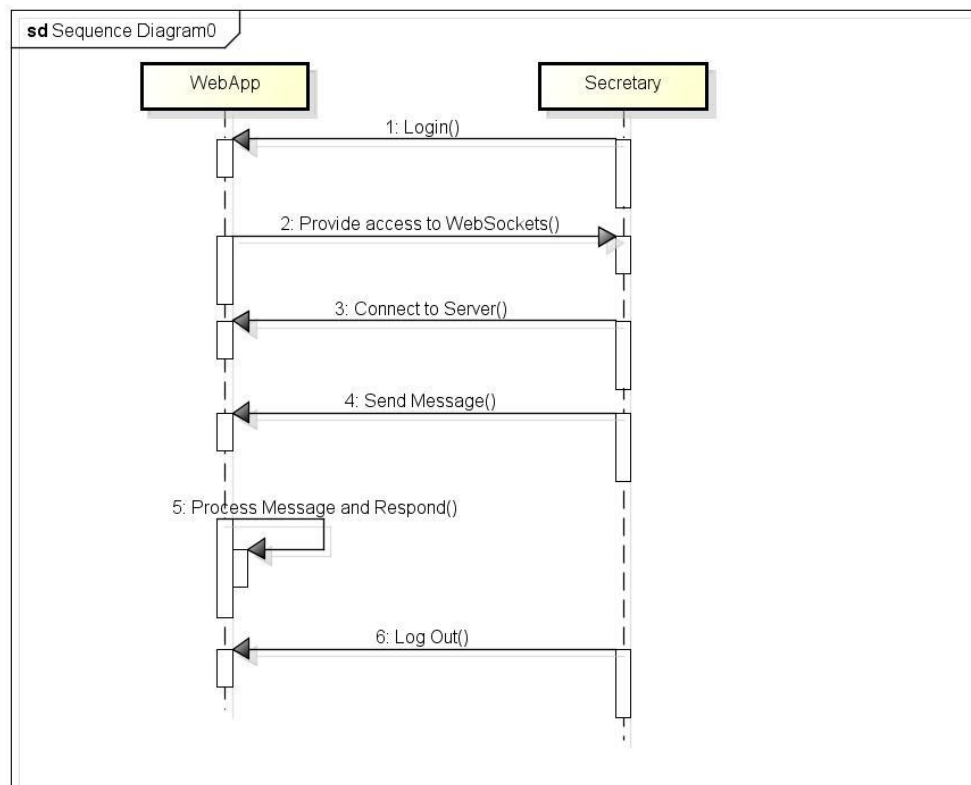 sd Sequence Diagram0
WebApp
Secretary
1: Login()
2: Provide access to WebSockets()
3: Connect to Server()
4: Send Message()
5: Process Message and Respond()
6: Log Out()